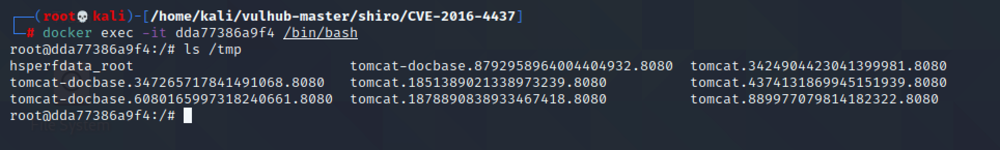 (root💀kali)-[/home/kali/vulhub-master/shiro/CVE-2016-4437]
# docker exec -it dda77386a9f4 /bin/bash
root@dda77386a9f4:/# ls /tmp
hsperfdata_root tomcat-docbase.8792958964004404932.8080 tomcat.3424904423041399981.8080
tomcat-docbase.347265717841491068.8080 tomcat.1851389021338973239.8080 tomcat.4374131869945151939.8080
tomcat-docbase.6080165997318240661.8080 tomcat.1878890838933467418.8080 tomcat.889977079814182322.8080
root@dda77386a9f4:/#
File System